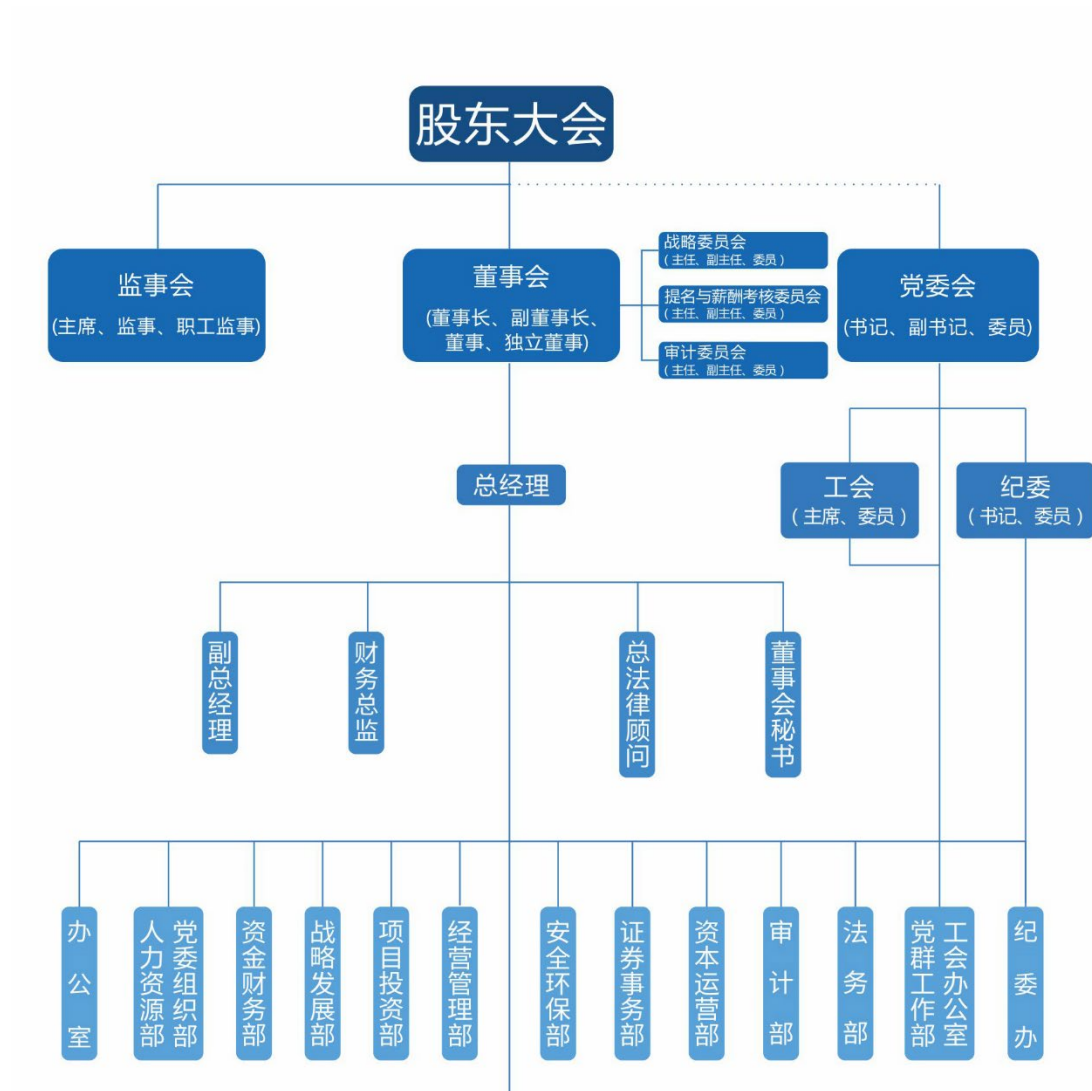 股东大会
监事会
(主席、监事、职工监事)
董事会
(董事长、副董事长、
董事、独立董事)
战略委员会
(主任、副主任、委员)
提名与薪酬考核委员会
(主任、副主任、委员)
审计委员会
(主任、副主任、委员)
党委会
(书记、副书记、委员)
总经理
工会
(主席、委员)
纪委
(书记、委员)
副总经理
财务总监
总法律顾问
董事会秘书
办公室
党委组织部
人力资源部
资金财务部
战略发展部
项目投资部
经营管理部
安全环保部
证券事务部
资本运营部
审计部
法务部
工会办公室
党群工作部
纪委办